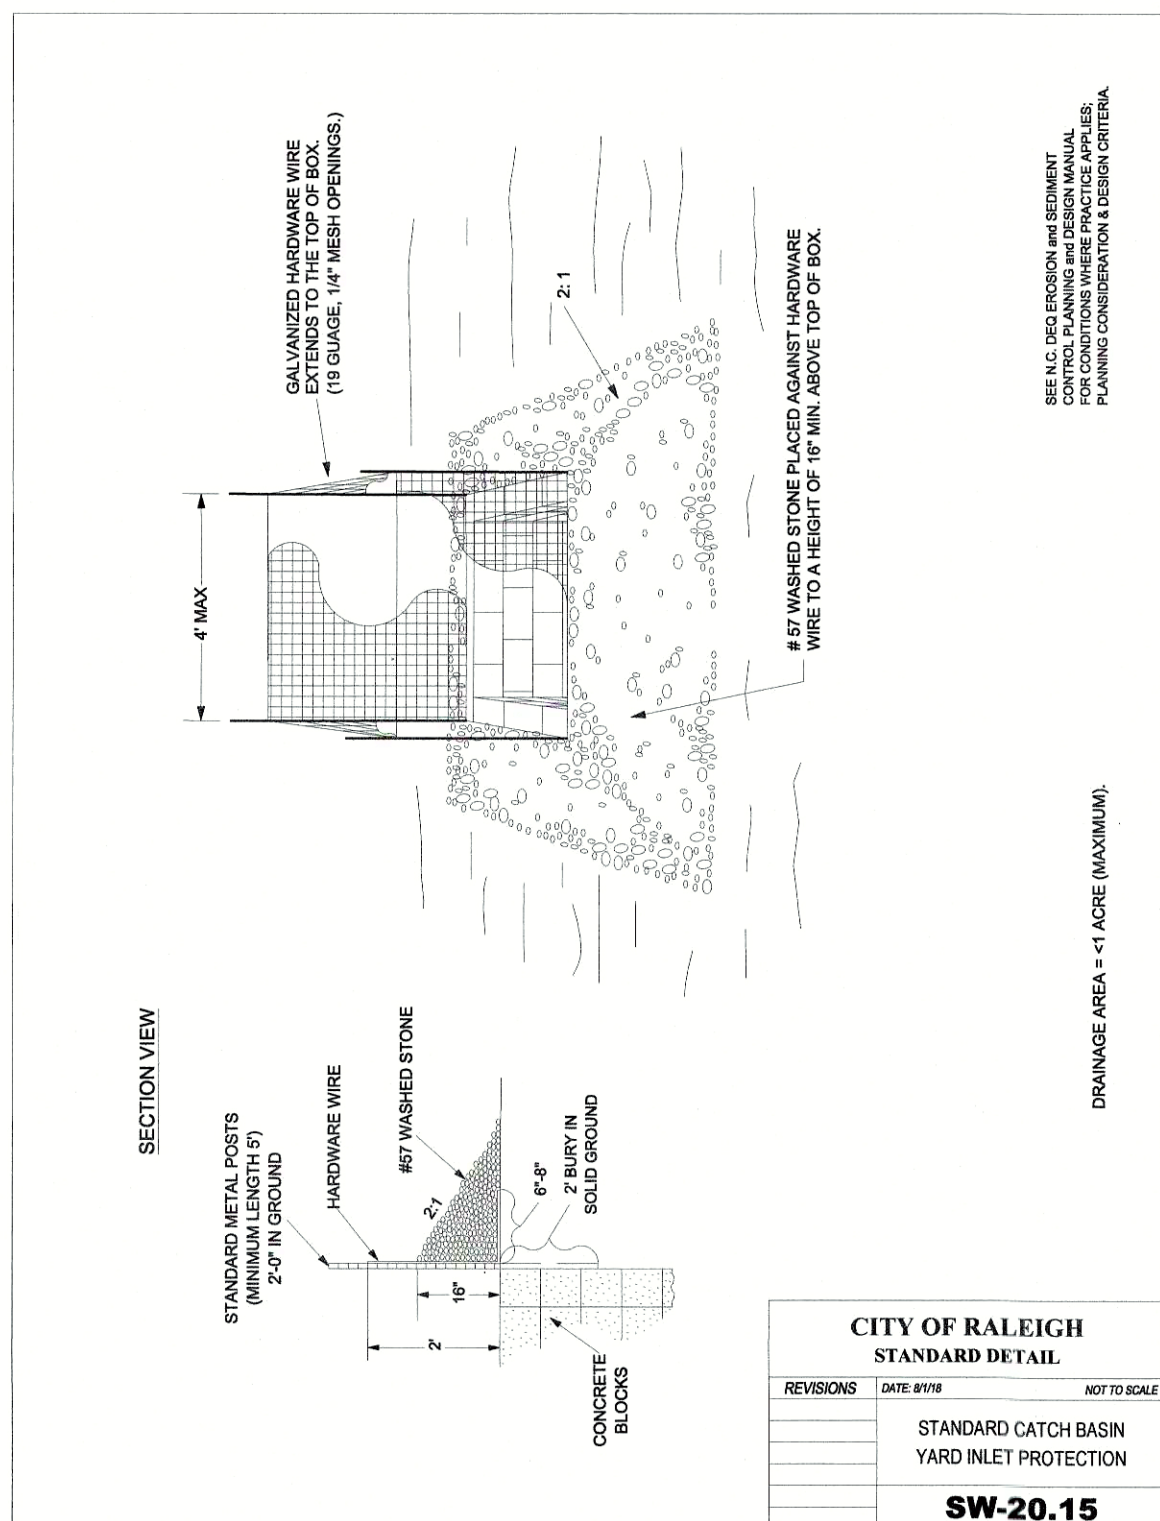 GALVANIZED HARDWARE WIRE
EXTENDS TO THE TOP OF BOX.
(19 GUAGE, 1/4" MESH OPENINGS.)
4' MAX
2: 1
# 57 WASHED STONE PLACED AGAINST HARDWARE
WIRE TO A HEIGHT OF 16" MIN. ABOVE TOP OF BOX.
SEE N.C. DEQ EROSION and SEDIMENT
CONTROL PLANNING and DESIGN MANUAL
FOR CONDITIONS WHERE PRACTICE APPLIES;
PLANNING CONSIDERATION & DESIGN CRITERIA.
SECTION VIEW
STANDARD METAL POSTS
(MINIMUM LENGTH 5')
2'-0" IN GROUND
HARDWARE WIRE
#57 WASHED STONE
2:1
16"
2'
6"-8"
2' BURY IN
SOLID GROUND
CONCRETE
BLOCKS
DRAINAGE AREA = <1 ACRE (MAXIMUM).
CITY OF RALEIGH
STANDARD DETAIL
REVISIONS
DATE: 8/1/18
NOT TO SCALE
STANDARD CATCH BASIN
YARD INLET PROTECTION
SW-20.15